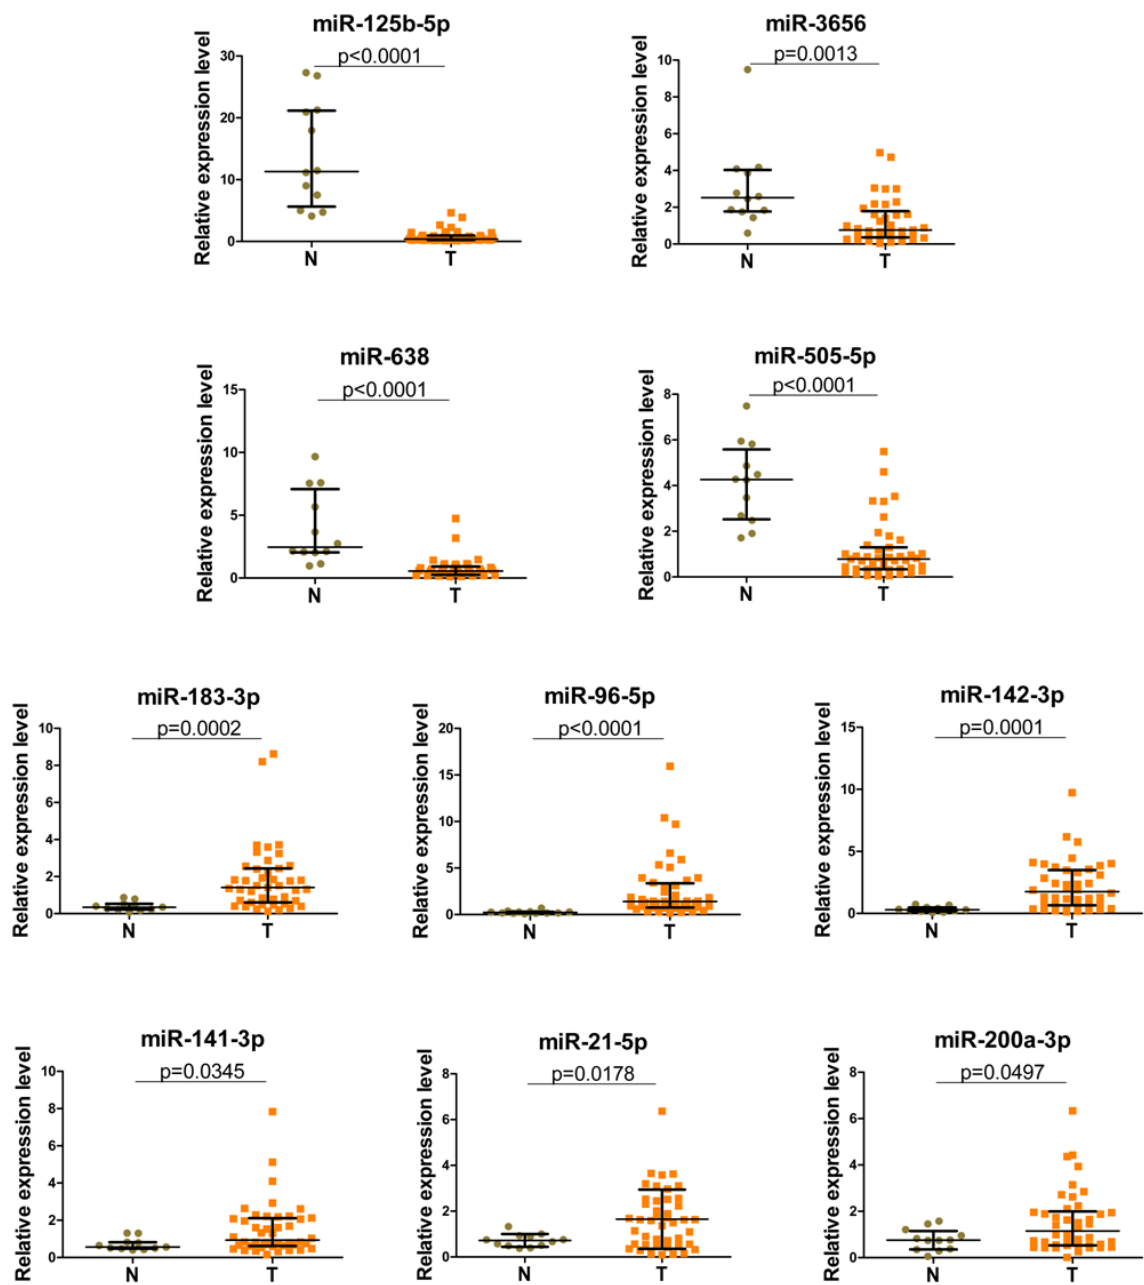 miR-125b-5p
p<0.0001
Relative expression level
30
20
10
0
N
T
miR-3656
p=0.0013
Relative expression level
10
8
6
4
2
0
N
T
miR-638
p<0.0001
Relative expression level
15
10
5
0
N
T
miR-505-5p
p<0.0001
Relative expression level
8
6
4
2
0
N
T
miR-183-3p
p=0.0002
Relative expression level
10
8
6
4
2
0
N
T
miR-96-5p
p<0.0001
Relative expression level
20
15
10
5
0
N
T
miR-142-3p
p=0.0001
Relative expression level
15
10
5
0
N
T
miR-141-3p
p=0.0345
Relative expression level
10
8
6
4
2
0
N
T
miR-21-5p
p=0.0178
Relative expression level
8
6
4
2
0
N
T
miR-200a-3p
p=0.0497
Relative expression level
8
6
4
2
0
N
T